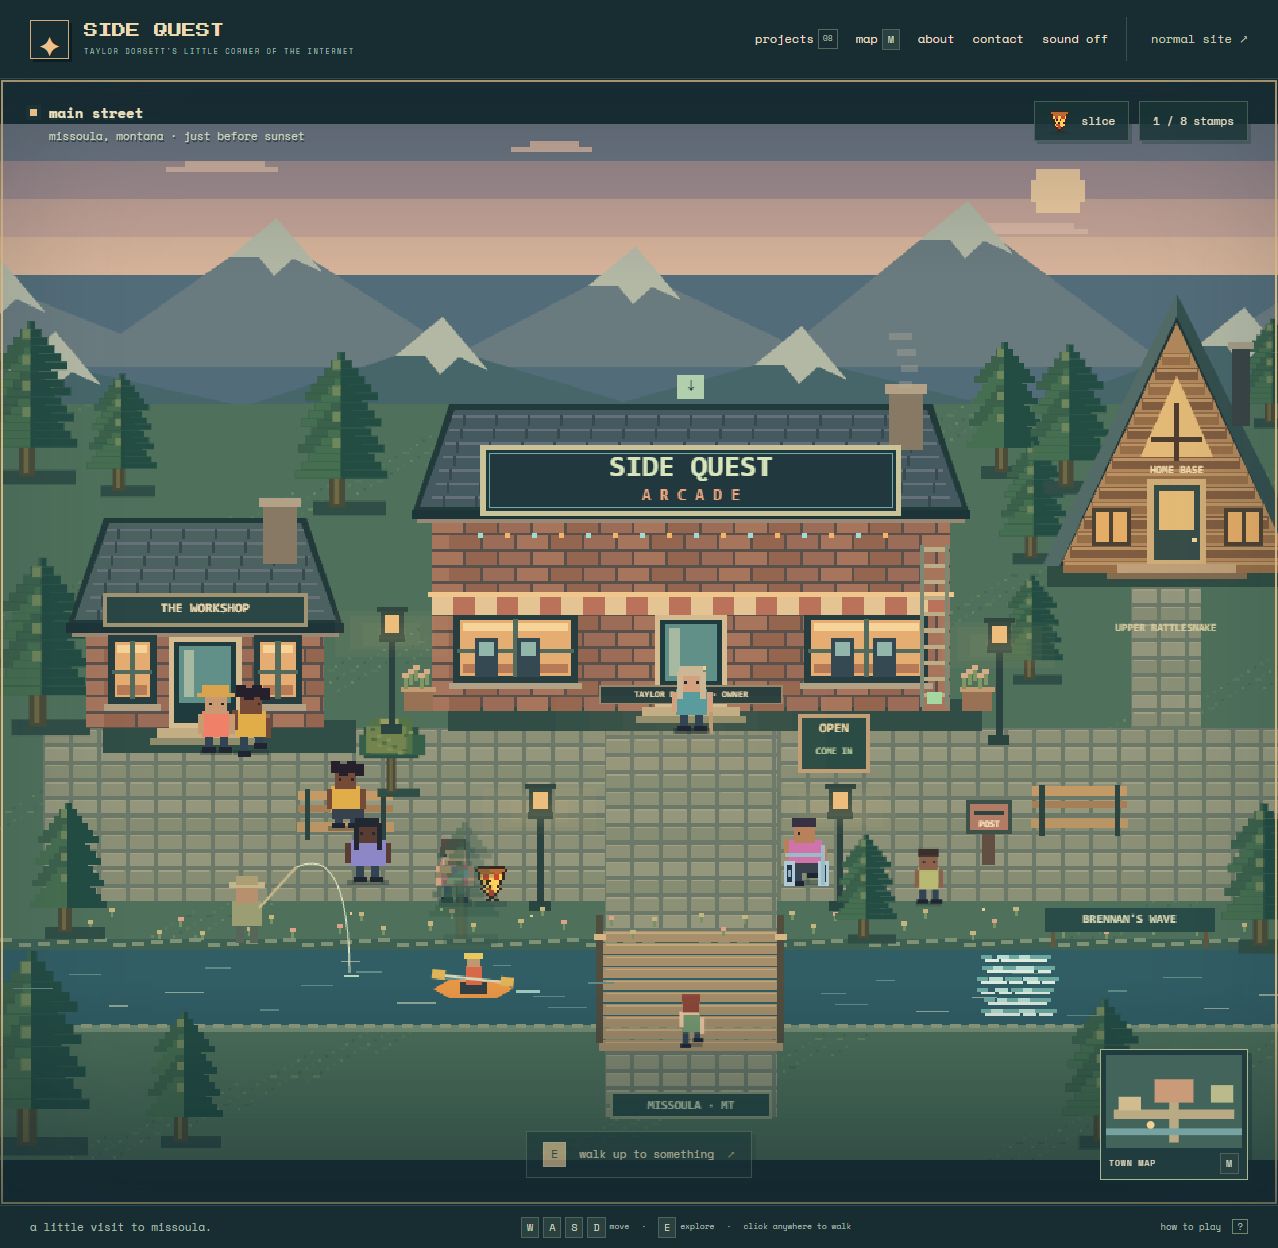 SIDE QUEST
TAYLOR DORSETT'S LITTLE CORNER OF THE INTERNET
projects 08 map M about contact sound off normal site ↗
main street
missoula, montana · just before sunset
slice
1 / 8 stamps
↓
SIDE QUEST
ARCADE
HOME BASE
THE WORKSHOP
UPPER RATTLESNAKE
TAYLOR
· OWNER
OPEN
COME IN
POST
BRENNAN'S WAVE
MISSOULA · MT
E walk up to something ↗
TOWN MAP M
a little visit to missoula.
W A S D move · E explore · click anywhere to walk
how to play ?